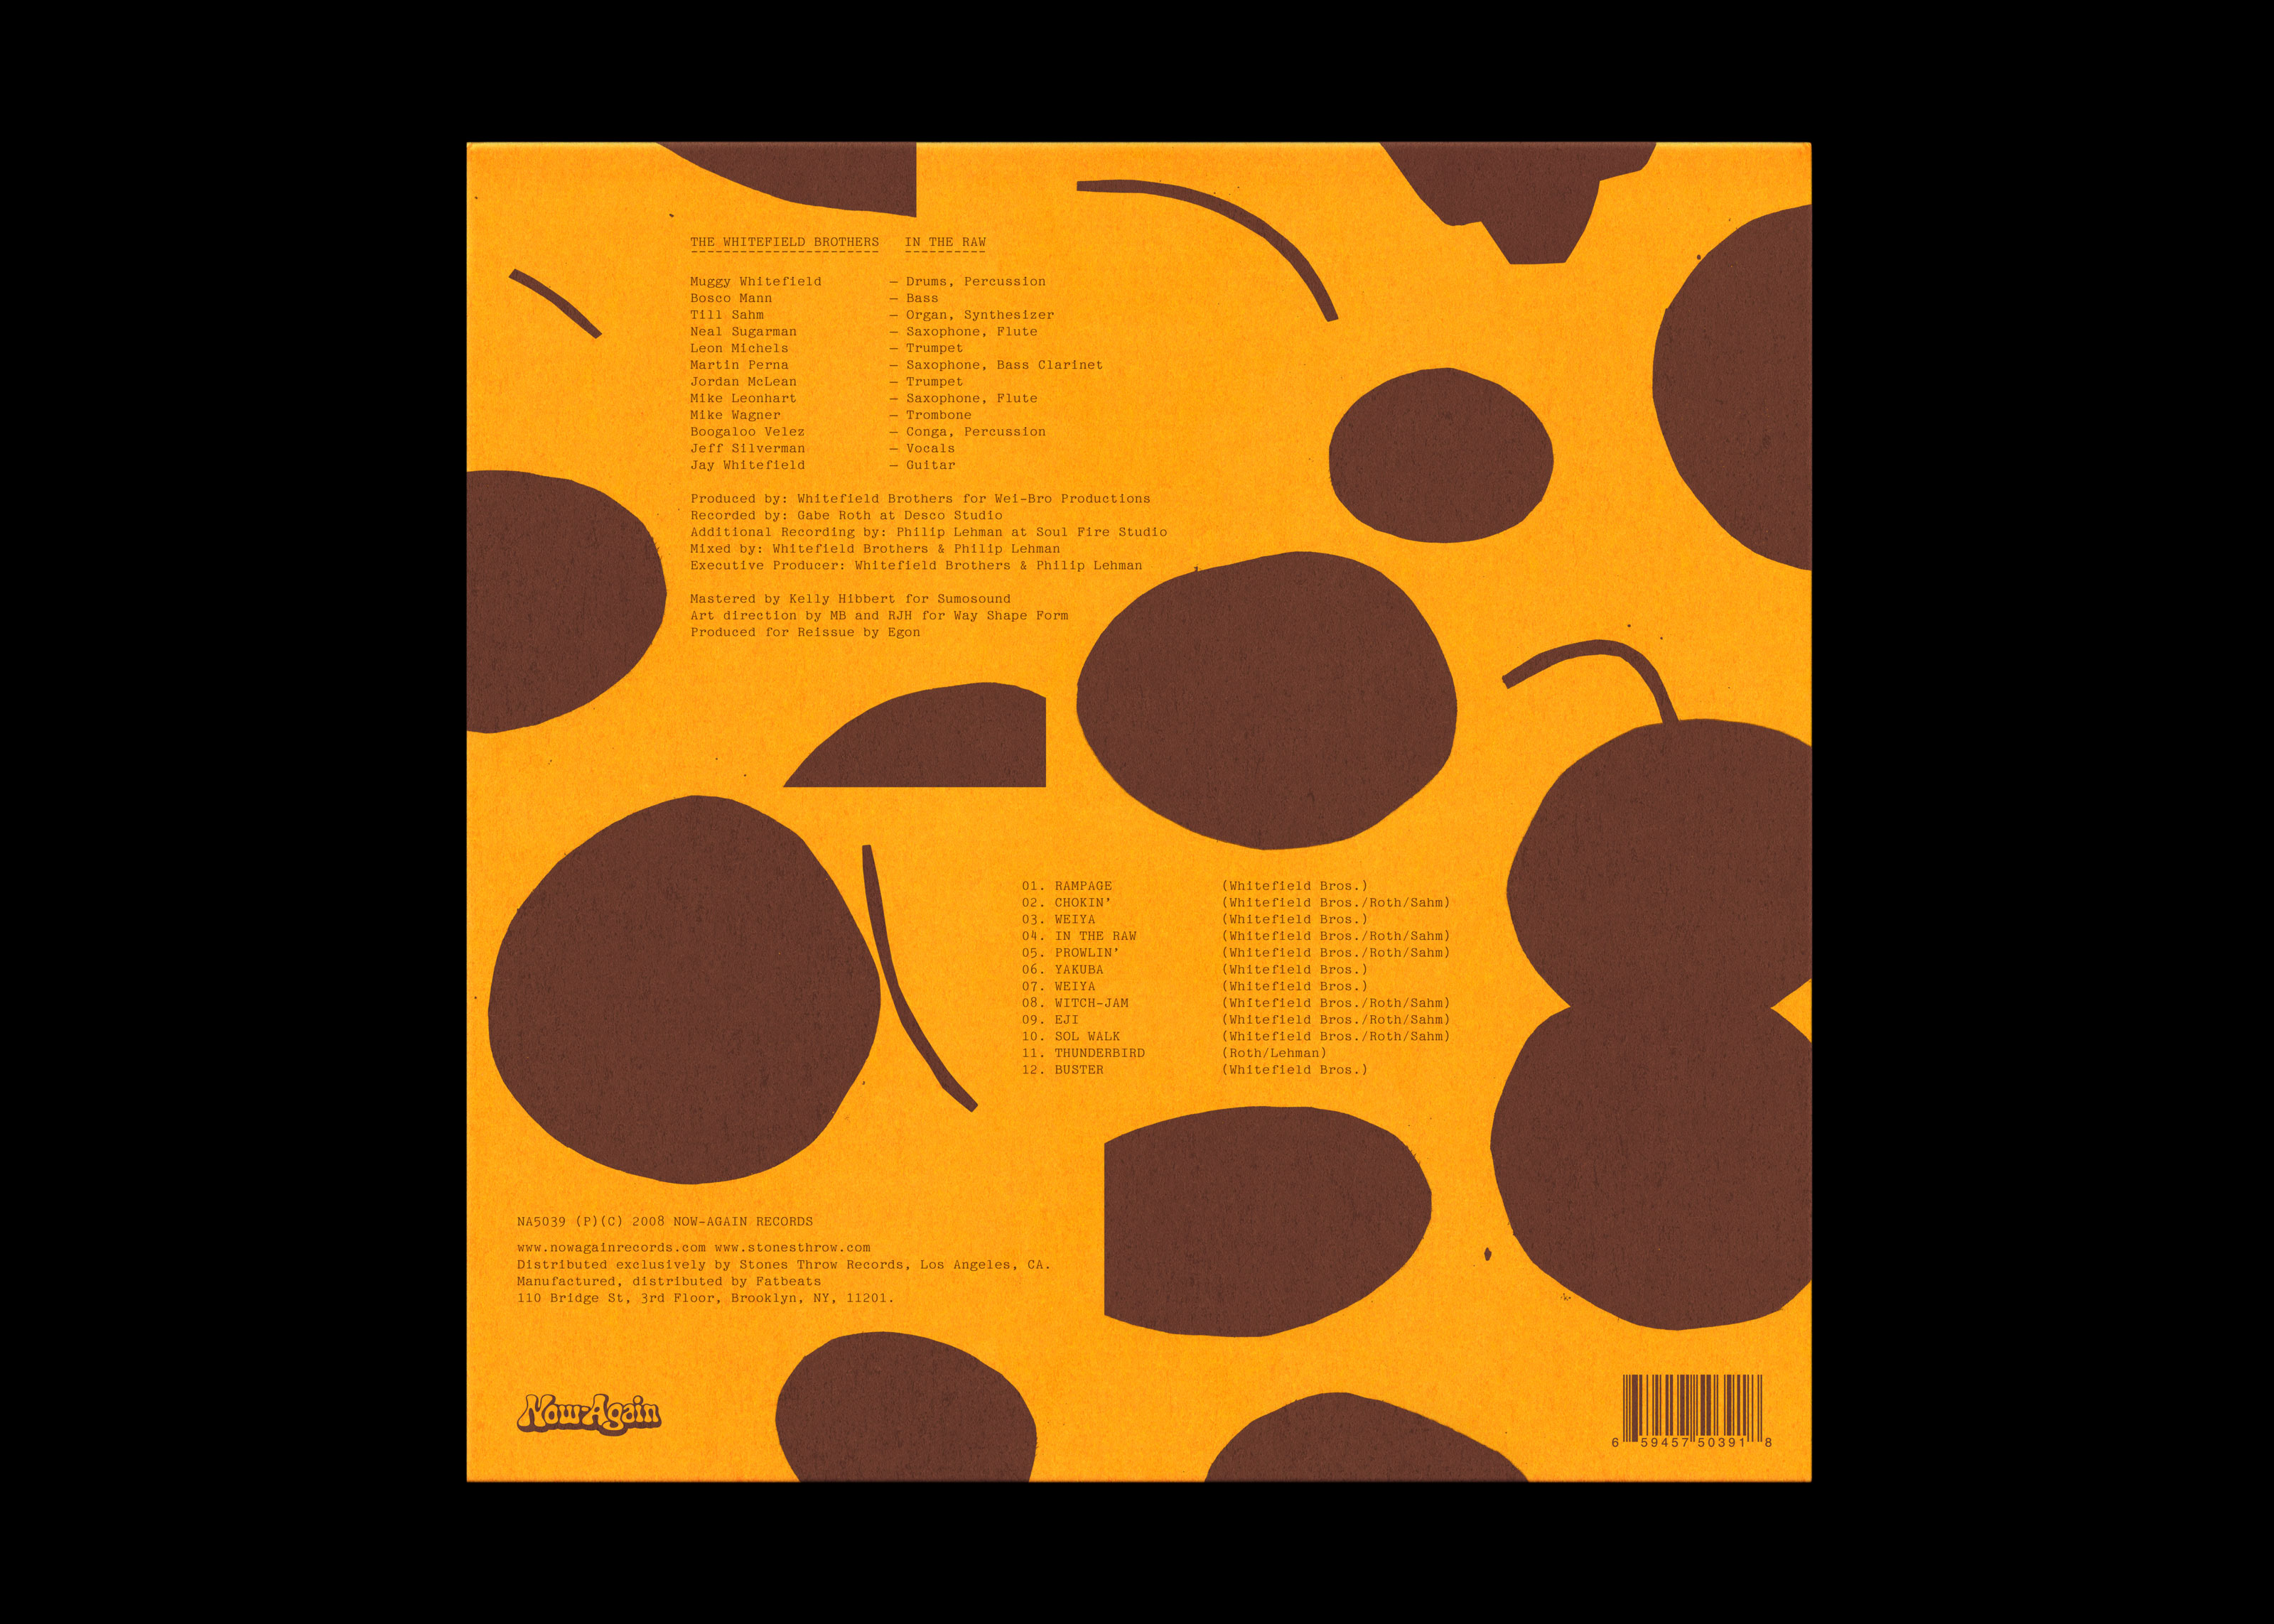 THE WHITEFIELD BROTHERS IN THE RAW
Muggy Whitefield — Drums, Percussion
Bosco Mann — Bass
Till Sahm — Organ, Synthesizer
Neal Sugarman — Saxophone, Flute
Leon Michels — Trumpet
Martin Perna — Saxophone, Bass Clarinet
Jordan McLean — Trumpet
Mike Leonhart — Saxophone, Flute
Mike Wagner — Trombone
Boogaloo Velez — Conga, Percussion
Jeff Silverman — Vocals
Jay Whitefield — Guitar
Produced by: Whitefield Brothers for Wei-Bro Productions
Recorded by: Gabe Roth at Desco Studio
Additional Recording by: Philip Lehman at Soul Fire Studio
Mixed by: Whitefield Brothers & Philip Lehman
Executive Producer: Whitefield Brothers & Philip Lehman
Mastered by Kelly Hibbert for Sumosound
Art direction by MB and RJH for Way Shape Form
Produced for Reissue by Egon
01. RAMPAGE (Whitefield Bros.)
02. CHOKIN’ (Whitefield Bros./Roth/Sahm)
03. WEIYA (Whitefield Bros.)
04. IN THE RAW (Whitefield Bros./Roth/Sahm)
05. PROWLIN’ (Whitefield Bros./Roth/Sahm)
06. YAKUBA (Whitefield Bros.)
07. WEIYA (Whitefield Bros.)
08. WITCH-JAM (Whitefield Bros./Roth/Sahm)
09. EJI (Whitefield Bros./Roth/Sahm)
10. SOL WALK (Whitefield Bros./Roth/Sahm)
11. THUNDERBIRD (Roth/Lehman)
12. BUSTER (Whitefield Bros.)
NA5039 (P)(C) 2008 NOW-AGAIN RECORDS
www.nowagainrecords.com www.stonesthrow.com
Distributed exclusively by Stones Throw Records, Los Angeles, CA.
Manufactured, distributed by Fatbeats
110 Bridge St, 3rd Floor, Brooklyn, NY, 11201.
Now-Again
6 59457 50391 8